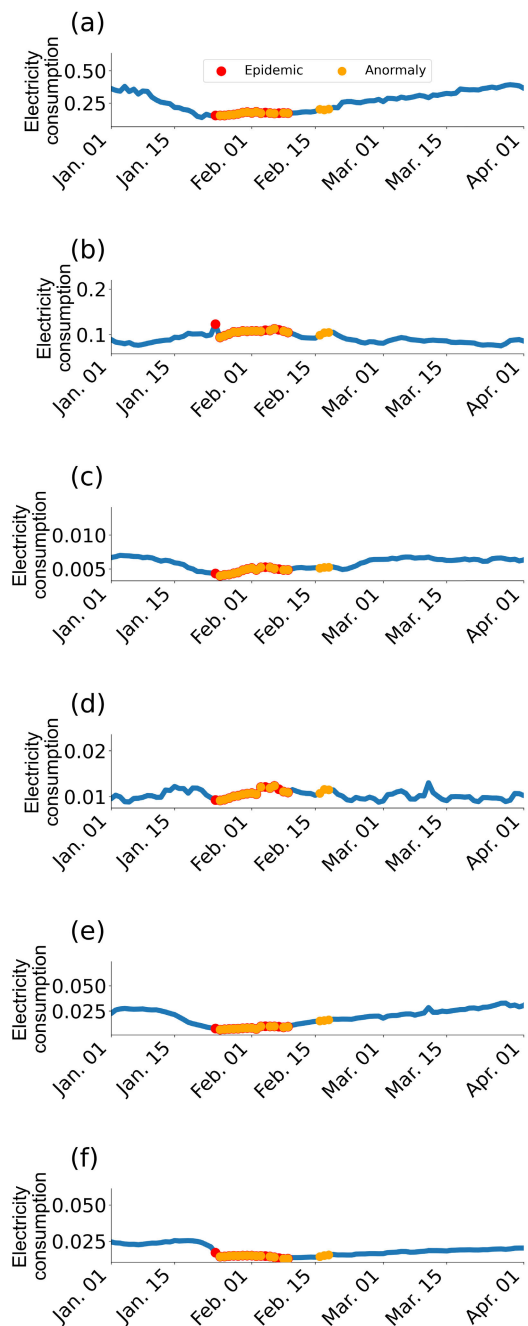 (a)
Electricity
consumption
0.50
0.25
Epidemic
Anormaly
Jan. 01
Jan. 15
Feb. 01
Feb. 15
Mar. 01
Mar. 15
Apr. 01
(b)
Electricity
consumption
0.2
0.1
Jan. 01
Jan. 15
Feb. 01
Feb. 15
Mar. 01
Mar. 15
Apr. 01
(c)
Electricity
consumption
0.010
0.005
Jan. 01
Jan. 15
Feb. 01
Feb. 15
Mar. 01
Mar. 15
Apr. 01
(d)
Electricity
consumption
0.02
0.01
Jan. 01
Jan. 15
Feb. 01
Feb. 15
Mar. 01
Mar. 15
Apr. 01
(e)
Electricity
consumption
0.050
0.025
Jan. 01
Jan. 15
Feb. 01
Feb. 15
Mar. 01
Mar. 15
Apr. 01
(f)
Electricity
consumption
0.050
0.025
Jan. 01
Jan. 15
Feb. 01
Feb. 15
Mar. 01
Mar. 15
Apr. 01